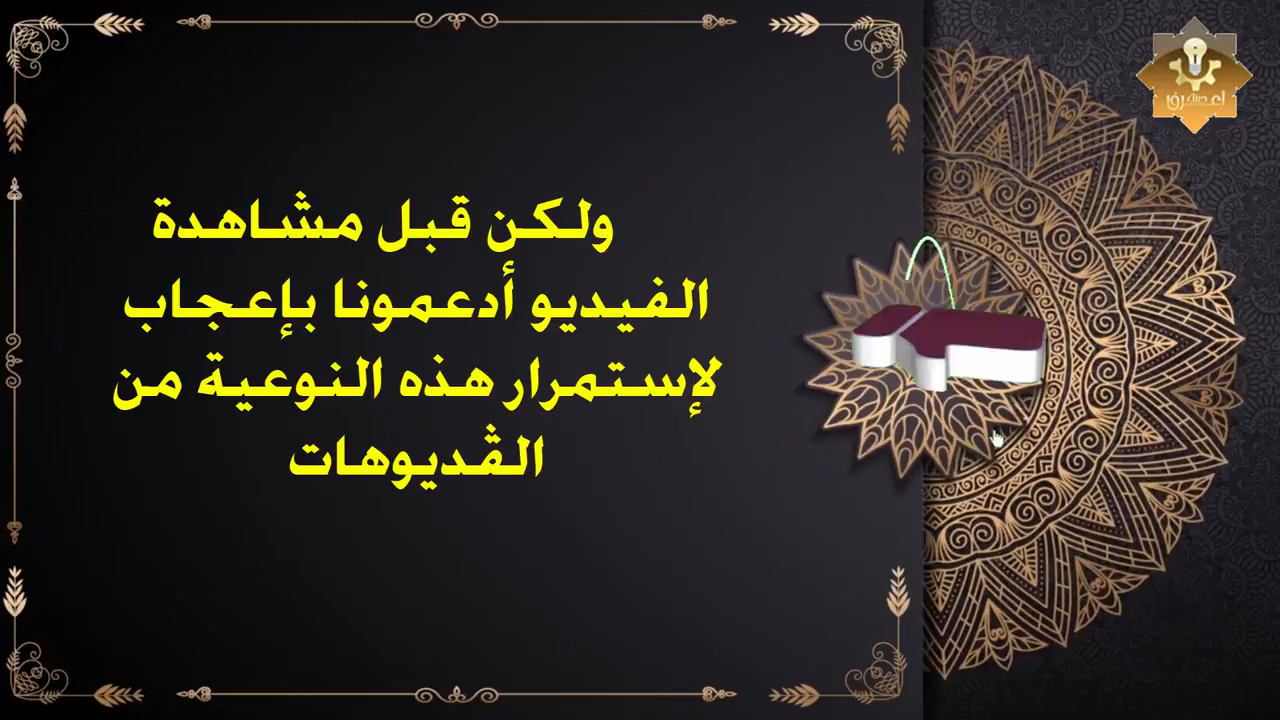 ولكن قبل مشاهدة
الفيديو أدعمونا بإعجاب
لإستمرار هذه النوعية من
الڤديوهات